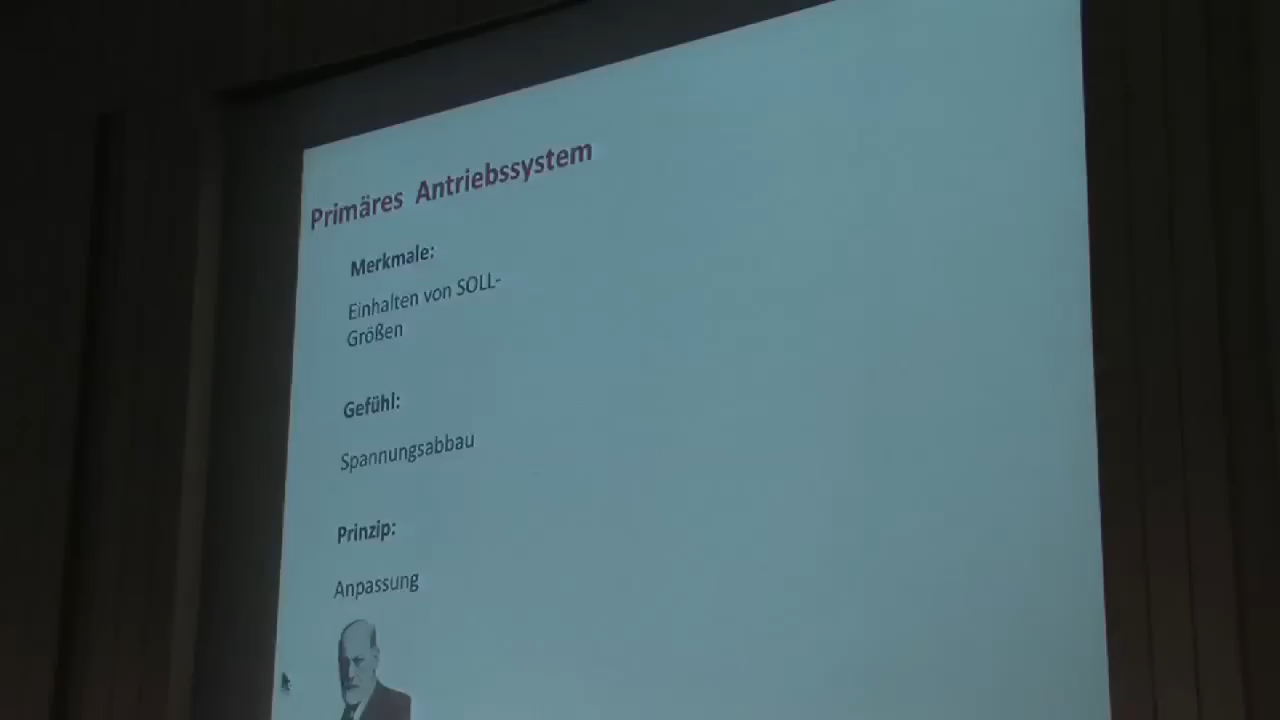 Primäres Antriebssystem
Merkmale:
Einhalten von SOLL-
Größen
Gefühl:
Spannungsabbau
Prinzip:
Anpassung